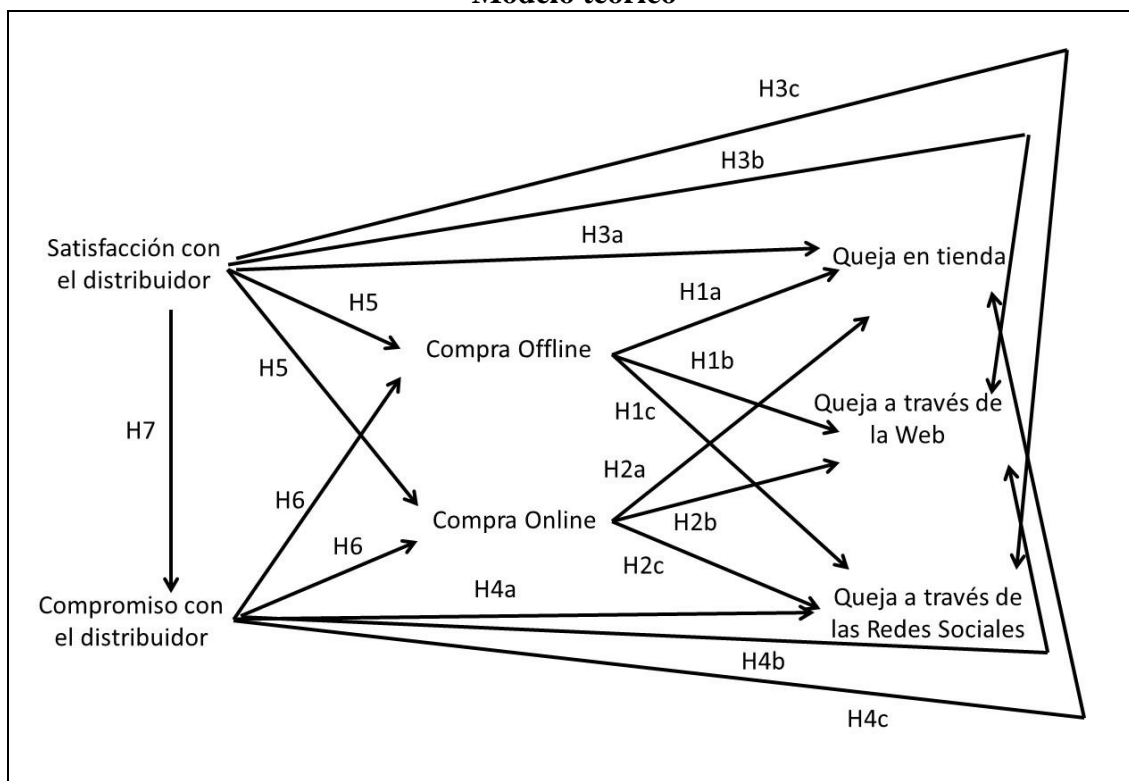 Modelo teórico
H3c
H3b
H3a
Satisfacción con
el distribuidor
Queja en tienda
H5
H1a
Compra Offline
H5
H1b
H1c
Queja a través de
la Web
H7
H2a
H6
Compra Online
H2b
H6
H2c
H4a
Compromiso con
el distribuidor
Queja a través de
las Redes Sociales
H4b
H4c